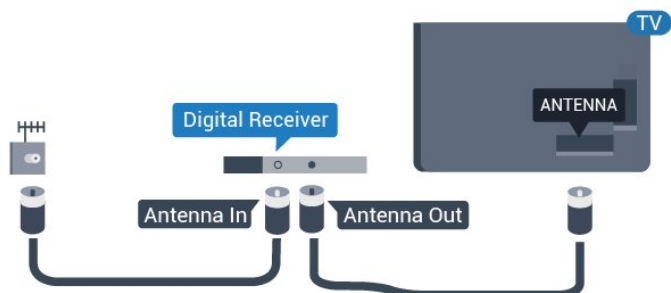 TV
ANTENNA
Digital Receiver
Antenna In
Antenna Out